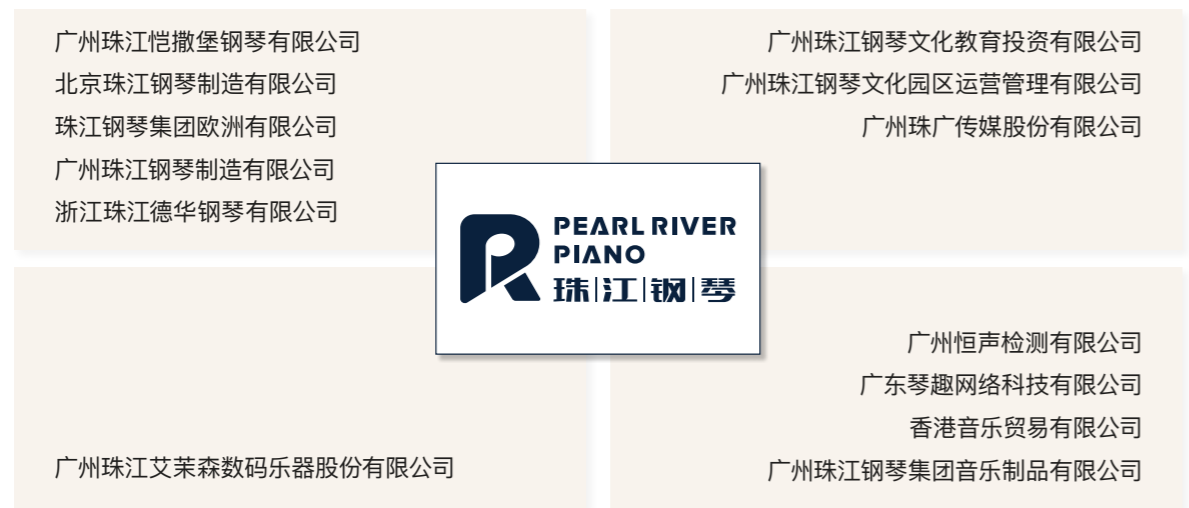 广州珠江恺撒堡钢琴有限公司
北京珠江钢琴制造有限公司
珠江钢琴集团欧洲有限公司
广州珠江钢琴制造有限公司
浙江珠江德华钢琴有限公司
广州珠江钢琴文化教育投资有限公司
广州珠江钢琴文化园区运营管理有限公司
广州珠广传媒股份有限公司
PEARL RIVER
PIANO
珠|江|钢|琴
广州珠江艾茉森数码乐器股份有限公司
广州恒声检测有限公司
广东琴趣网络科技有限公司
香港音乐贸易有限公司
广州珠江钢琴集团音乐制品有限公司